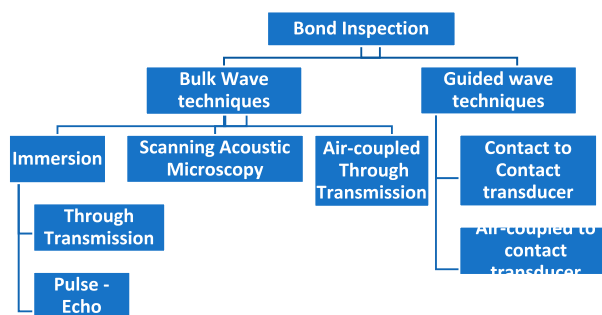 Bond Inspection
Bulk Wave
techniques
Guided wave
techniques
Immersion
Scanning Acoustic
Microscopy
Air-coupled
Through
Transmission
Contact to
Contact
transducer
Through
Transmission
Air-coupled to
contact
transducer
Pulse -
Echo